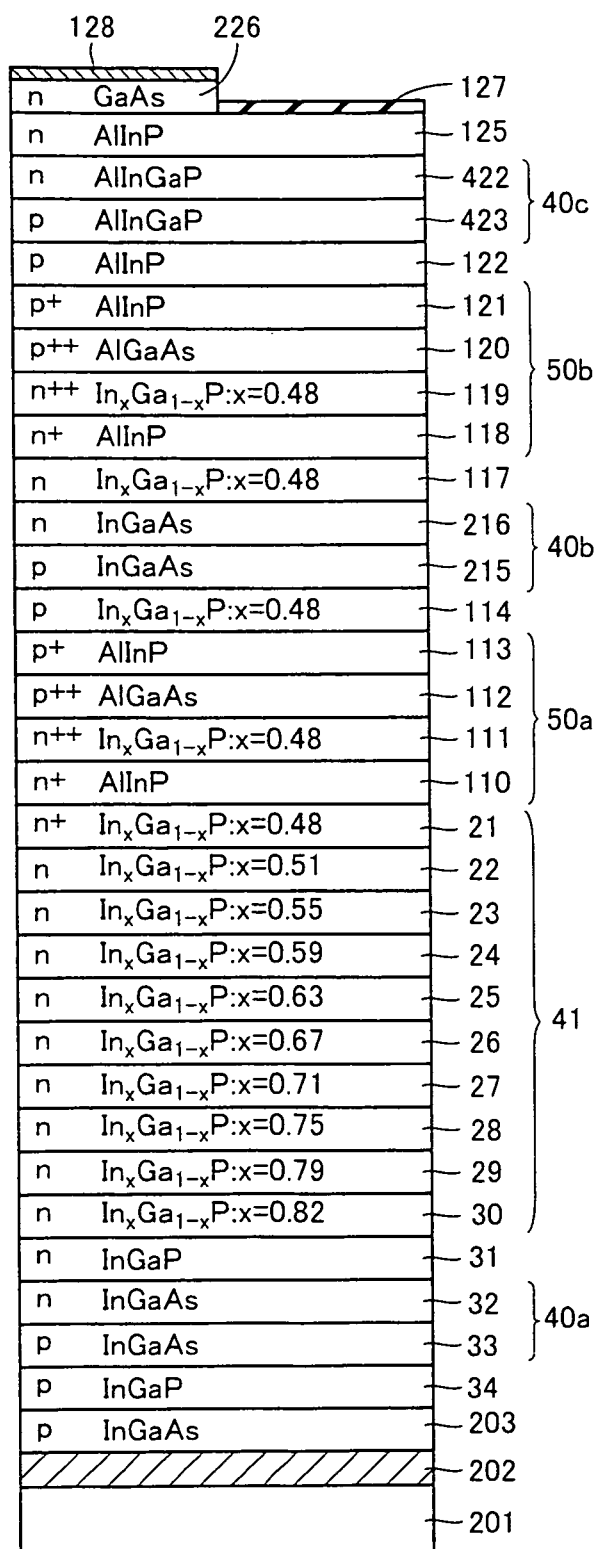 128 226
n GaAs 127
n AlInP 125
n AlInGaP 422
40c
p AlInGaP 423
p AlInP 122
p+ AlInP 121
p++ AlGaAs 120
50b
n++ InxGa1-xP:x=0.48 119
n+ AlInP 118
n InxGa1-xP:x=0.48 117
n InGaAs 216
40b
p InGaAs 215
p InxGa1-xP:x=0.48 114
p+ AlInP 113
p++ AlGaAs 112
50a
n++ InxGa1-xP:x=0.48 111
n+ AlInP 110
n+ InxGa1-xP:x=0.48 21
n InxGa1-xP:x=0.51 22
n InxGa1-xP:x=0.55 23
n InxGa1-xP:x=0.59 24
n InxGa1-xP:x=0.63 25
41
n InxGa1-xP:x=0.67 26
n InxGa1-xP:x=0.71 27
n InxGa1-xP:x=0.75 28
n InxGa1-xP:x=0.79 29
n InxGa1-xP:x=0.82 30
n InGaP 31
n InGaAs 32
40a
p InGaAs 33
p InGaP 34
p InGaAs 203
202
201